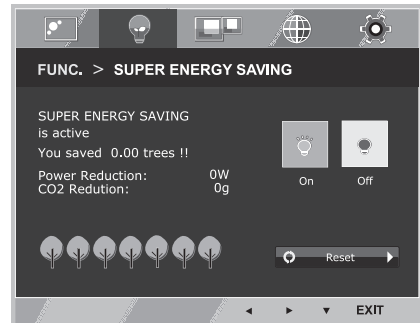 FUNC. > SUPER ENERGY SAVING
SUPER ENERGY SAVING
is active
You saved 0.00 trees !!
Power Reduction: 0W
CO2 Redution: 0g
On Off
Reset
EXIT